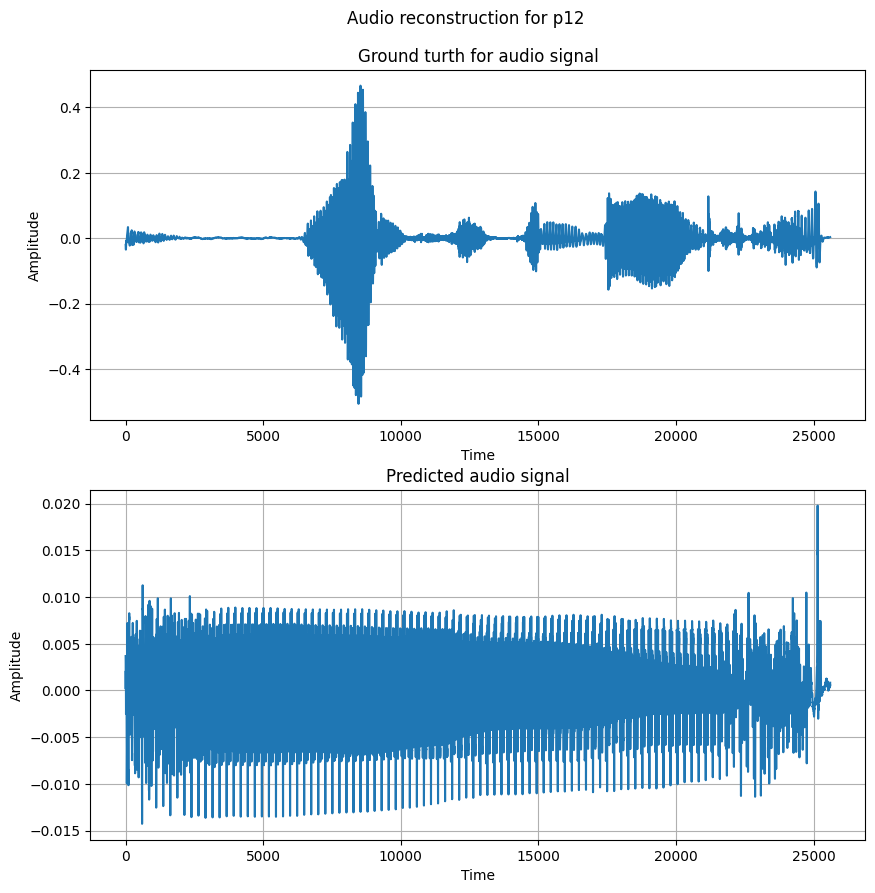 Audio reconstruction for p12
Ground turth for audio signal
Amplitude
0.4
0.2
0.0
−0.2
−0.4
0 5000 10000 15000 20000 25000
Time
Predicted audio signal
Amplitude
0.020
0.015
0.010
0.005
0.000
−0.005
−0.010
−0.015
0 5000 10000 15000 20000 25000
Time